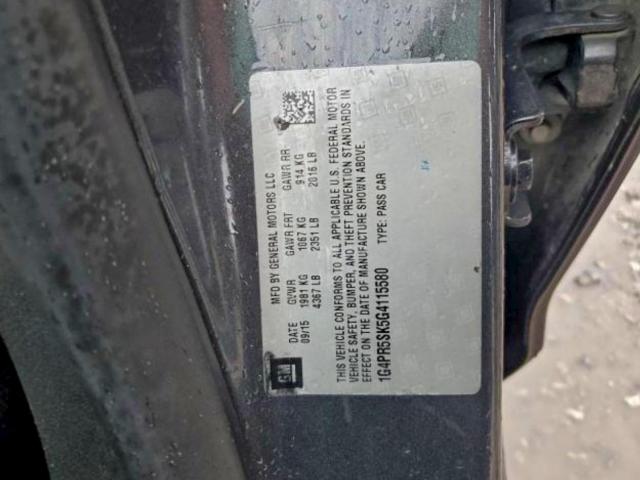 GM
MFD BY GENERAL MOTORS LLC
DATE GVWR GAWR FRT GAWR RR
09/15 1981 KG 1067 KG 914 KG
4367 LB 2351 LB 2016 LB
THIS VEHICLE CONFORMS TO ALL APPLICABLE U.S. FEDERAL MOTOR
VEHICLE SAFETY, BUMPER, AND THEFT PREVENTION STANDARDS IN
EFFECT ON THE DATE OF MANUFACTURE SHOWN ABOVE.
1G4PR5SK5G4115580 TYPE: PASS CAR